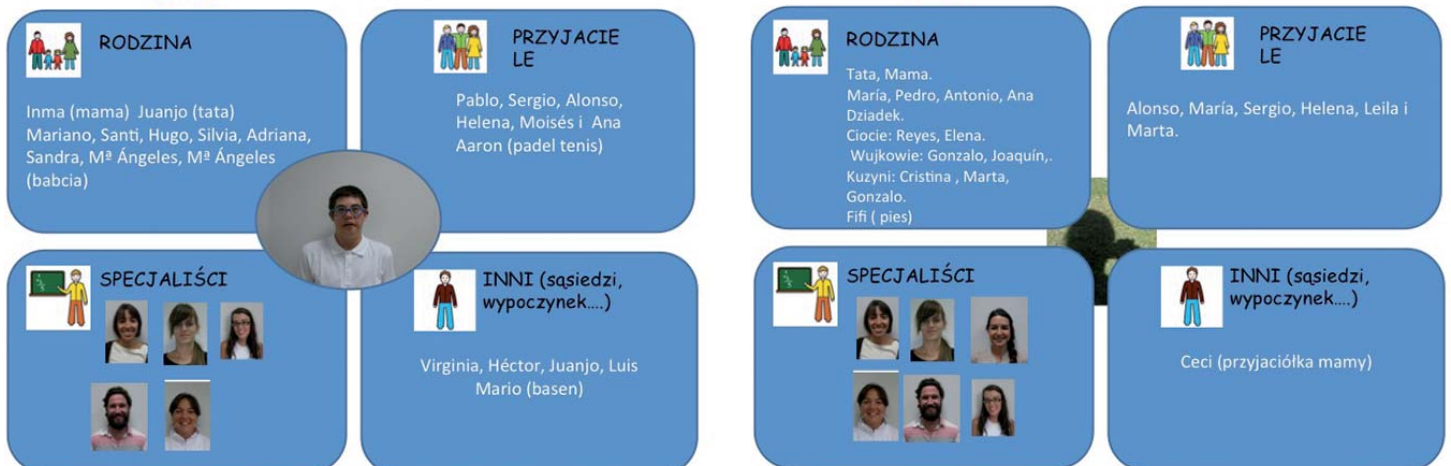 RODZINA
Inma (mama)  Juanjo (tata)
Mariano, Santi, Hugo, Silvia, Adriana,
Sandra, Mª Ángeles, Mª Ángeles
(babcia)
PRZYJACIE
LE
Pablo, Sergio, Alonso,
Helena, Moisés i  Ana
Aaron (padel tenis)
SPECJALIŚCI
INNI (sąsiedzi,
wypoczynek….)
Virginia, Héctor, Juanjo, Luis
Mario (basen)
RODZINA
Tata, Mama.
María, Pedro, Antonio, Ana
Dziadek.
Ciocie: Reyes, Elena.
Wujkowie: Gonzalo, Joaquín,.
Kuzyni: Cristina , Marta,
Gonzalo.
Fifi ( pies)
PRZYJACIE
LE
Alonso, María, Sergio, Helena, Leila i
Marta.
SPECJALIŚCI
INNI (sąsiedzi,
wypoczynek….)
Ceci (przyjaciółka mamy)